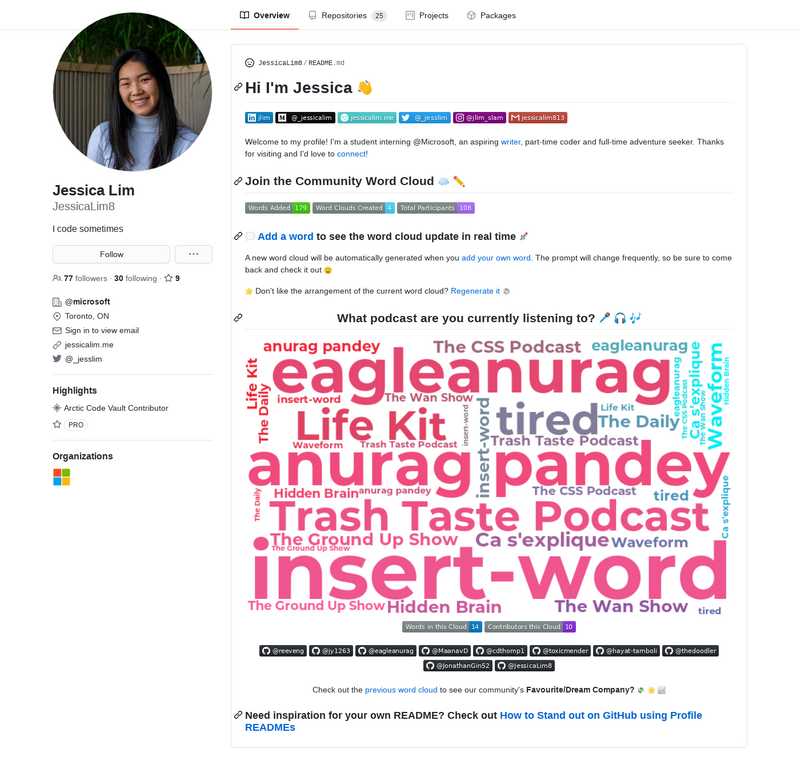 Overview
Repositories 25
Projects
Packages
Jessica Lim
JessicaLim8
I code sometimes
Follow
77 followers · 30 following · 9
@microsoft
Toronto, ON
Sign in to view email
jessicalim.me
@_jesslim
Highlights
Arctic Code Vault Contributor
PRO
Organizations
JessicaLim8 / README.md
Hi I'm Jessica 👋
jlim @_jessicalim jessicalim.me @_jesslim @jlim_slam jessicalim813
Welcome to my profile! I'm a student interning @Microsoft, an aspiring writer, part-time coder and full-time adventure seeker. Thanks
for visiting and I'd love to connect!
Join the Community Word Cloud ☁️ ✏️
Words Added 179 Word Clouds Created 4 Total Participants 106
Add a word to see the word cloud update in real time 🚀
A new word cloud will be automatically generated when you add your own word. The prompt will change frequently, so be sure to come
back and check it out 😄
⭐ Don't like the arrangement of the current word cloud? Regenerate it 🎲
What podcast are you currently listening to? 🎤 🎧 🎶
anurag pandey
The CSS Podcast
eagleanurag
Life Kit
The Daily
eagleanurag
insert-word
The Wan Show
Life Kit
insert-word
insert-word
tired
Life Kit
The Daily
Waveform
Trash Taste Podcast
Trash Taste Podcast
eagleanurag
The CSS Podcast
Ca s'explique
The Wan Show
Waveform
Hidden Brain
anurag pandey
The Daily
Hidden Brain
anurag pandey
The CSS Podcast
tired
Ca s'explique
Trash Taste Podcast
The Ground Up Show
The Ground Up Show
Ca s'explique
Waveform
insert-word
The Ground Up Show
Hidden Brain
The Wan Show
tired
Words in this Cloud 14 Contributors this Cloud 10
@reeveng @jy1263 @eagleanurag @MaanavD @cdthomp1 @toxicmender @hayat-tamboli @thedoodler
@JonathanGin52 @JessicaLim8
Check out the previous word cloud to see our community's Favourite/Dream Company? 💸 🌟 📈
Need inspiration for your own README? Check out How to Stand out on GitHub using Profile
READMEs